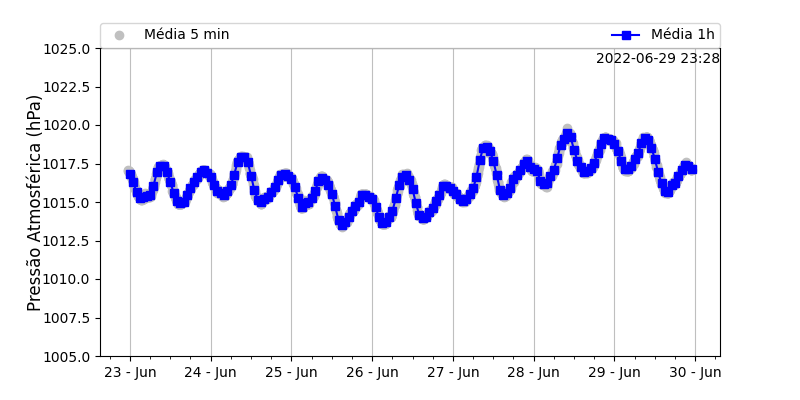 Média 5 min
Média 1h
2022-06-29 23:28
Pressão Atmosférica (hPa)
1025.0
1022.5
1020.0
1017.5
1015.0
1012.5
1010.0
1007.5
1005.0
23 - Jun
24 - Jun
25 - Jun
26 - Jun
27 - Jun
28 - Jun
29 - Jun
30 - Jun